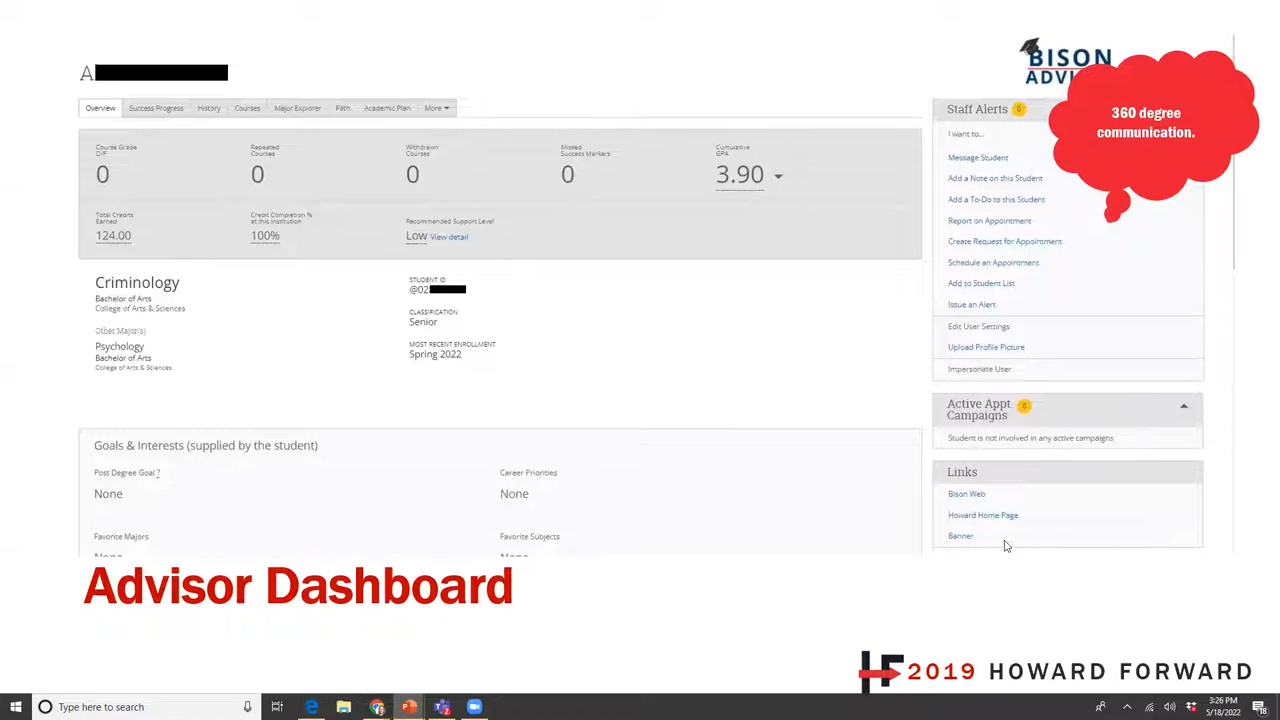 A
Overview Success Progress History Courses Major Explorer Path Academic Plan More
Course Grade
D/F
0
Repeated
Courses
0
Withdrawn
Courses
0
Missed
Success Markers
0
Cumulative
GPA
3.90
Total Credits
Earned
124.00
Credit Completion %
at this Institution
100%
Recommended Support Level
Low View detail
Criminology
Bachelor of Arts
College of Arts & Sciences
Other Major(s)
Psychology
Bachelor of Arts
College of Arts & Sciences
STUDENT ID
@02
CLASSIFICATION
Senior
MOST RECENT ENROLLMENT
Spring 2022
Goals & Interests (supplied by the student)
Post Degree Goal ?
None
Career Priorities
None
Favorite Majors
None
Favorite Subjects
None
BISON
360 degree
communication.
Staff Alerts 0
I want to...
Message Student
Add a Note on this Student
Add a To-Do to this Student
Report on Appointment
Create Request for Appointment
Schedule an Appointment
Add to Student List
Issue an Alert
Edit User Settings
Upload Profile Picture
Impersonate User
Active Appt. 0
Campaigns
Student is not involved in any active campaigns
Links
Bison Web
Howard Home Page
Banner
Advisor Dashboard
HF 2019 HOWARD FORWARD
Type here to search
3:26 PM
5/18/2022
18